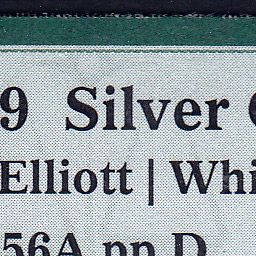 9 Silver
Elliott | Whi
56A pp D